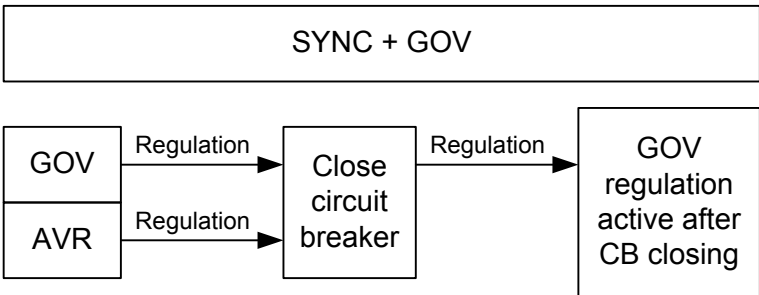 SYNC + GOV
GOV
Regulation
Close
circuit
breaker
Regulation
GOV
regulation
active after
CB closing
AVR
Regulation